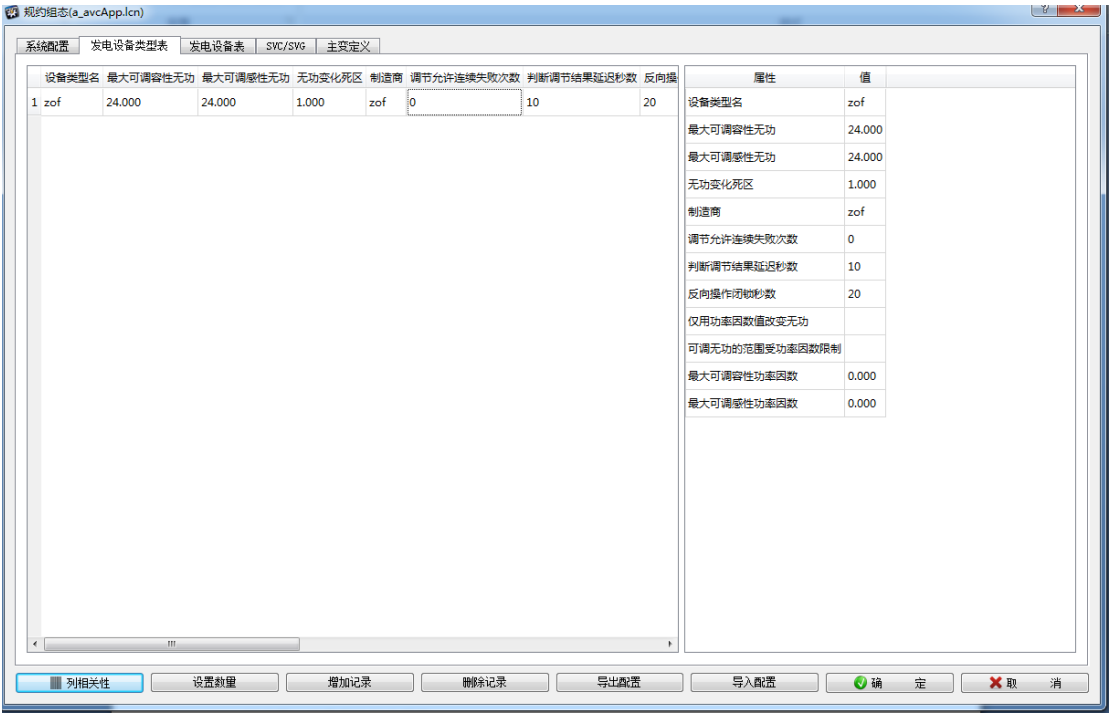 规约组态(a_avcApp.lcn)
系统配置 发电设备类型表 发电设备表 SVC/SVG 主变定义
设备类型名 最大可调容性无功 最大可调感性无功 无功变化死区 制造商 调节允许连续失败次数 判断调节结果延迟秒数 反向操
1 zof 24.000 24.000 1.000 zof 0 10 20
属性 值
设备类型名 zof
最大可调容性无功 24.000
最大可调感性无功 24.000
无功变化死区 1.000
制造商 zof
调节允许连续失败次数 0
判断调节结果延迟秒数 10
反向操作闭锁秒数 20
仅用功率因数值改变无功
可调无功的范围受功率因数限制
最大可调容性功率因数 0.000
最大可调感性功率因数 0.000
列相关性 设置数里 增加记录 删除记录 导出配置 导入配置 确 定 取 消